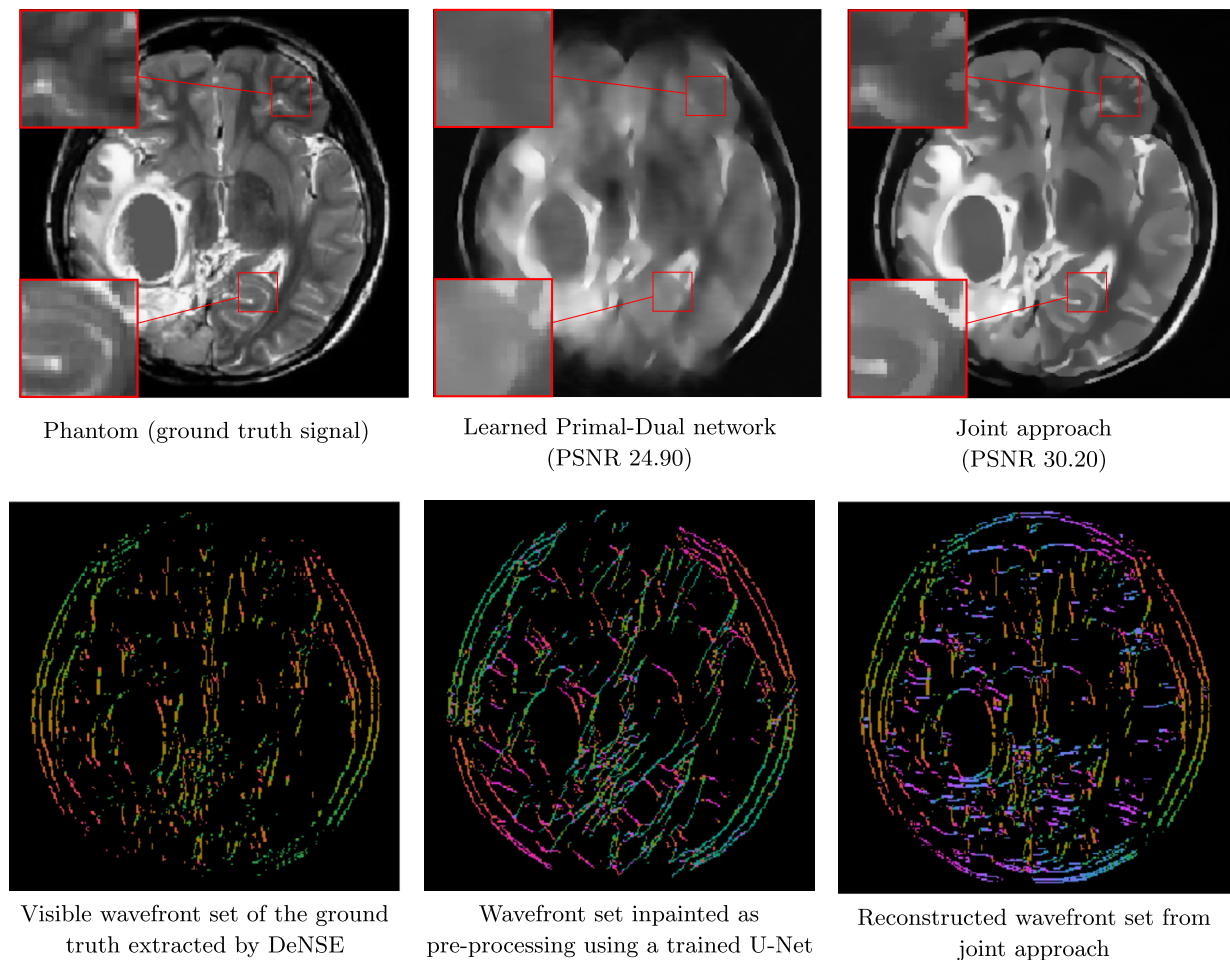 Phantom (ground truth signal)
Learned Primal-Dual network
(PSNR 24.90)
Joint approach
(PSNR 30.20)
Visible wavefront set of the ground
truth extracted by DeNSE
Wavefront set inpainted as
pre-processing using a trained U-Net
Reconstructed wavefront set from
joint approach